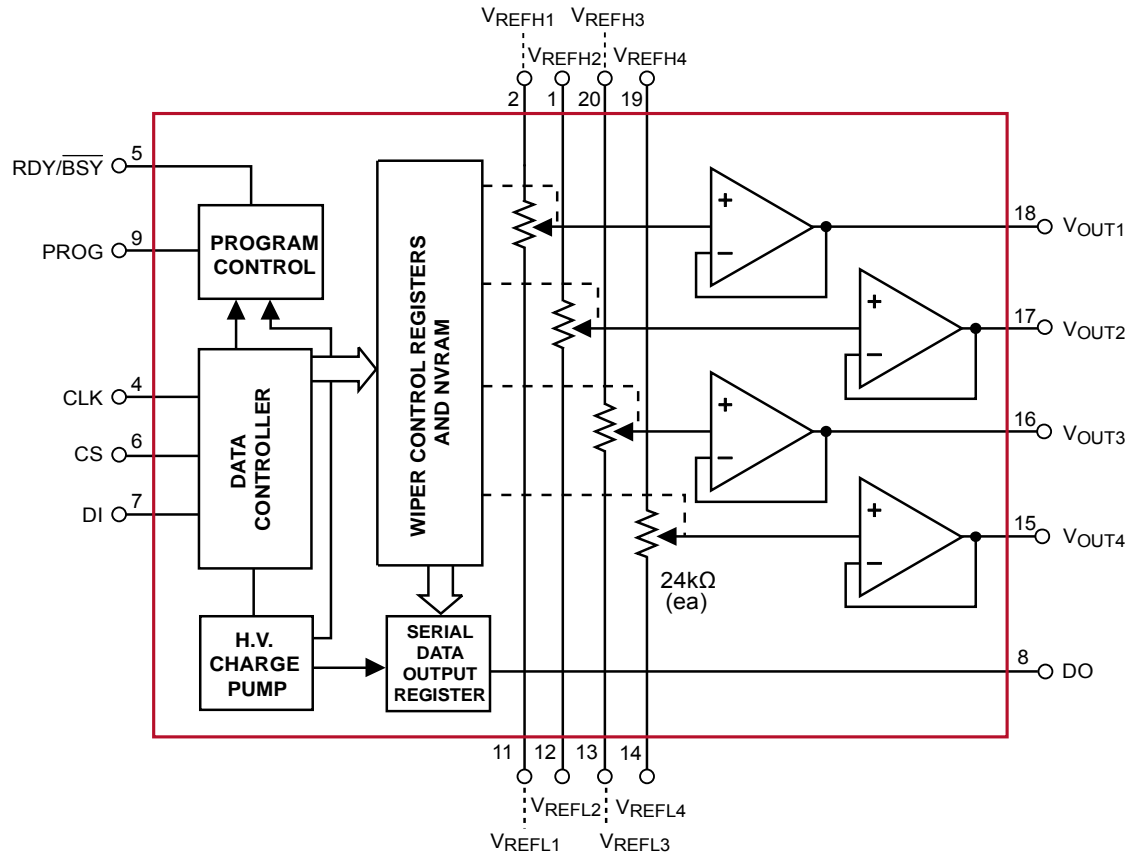 VREFH1
VREFH3
VREFH2
VREFH4
2
1
20
19
RDY/BSY
5
PROG
9
PROGRAM
CONTROL
CLK
4
CS
6
DI
7
DATA
CONTROLLER
WIPER CONTROL REGISTERS
AND NVRAM
H.V.
CHARGE
PUMP
SERIAL
DATA
OUTPUT
REGISTER
+
−
18
VOUT1
+
−
17
VOUT2
+
−
16
VOUT3
+
−
15
VOUT4
24kΩ
(ea)
8
DO
11
12
13
14
VREFL2
VREFL4
VREFL1
VREFL3